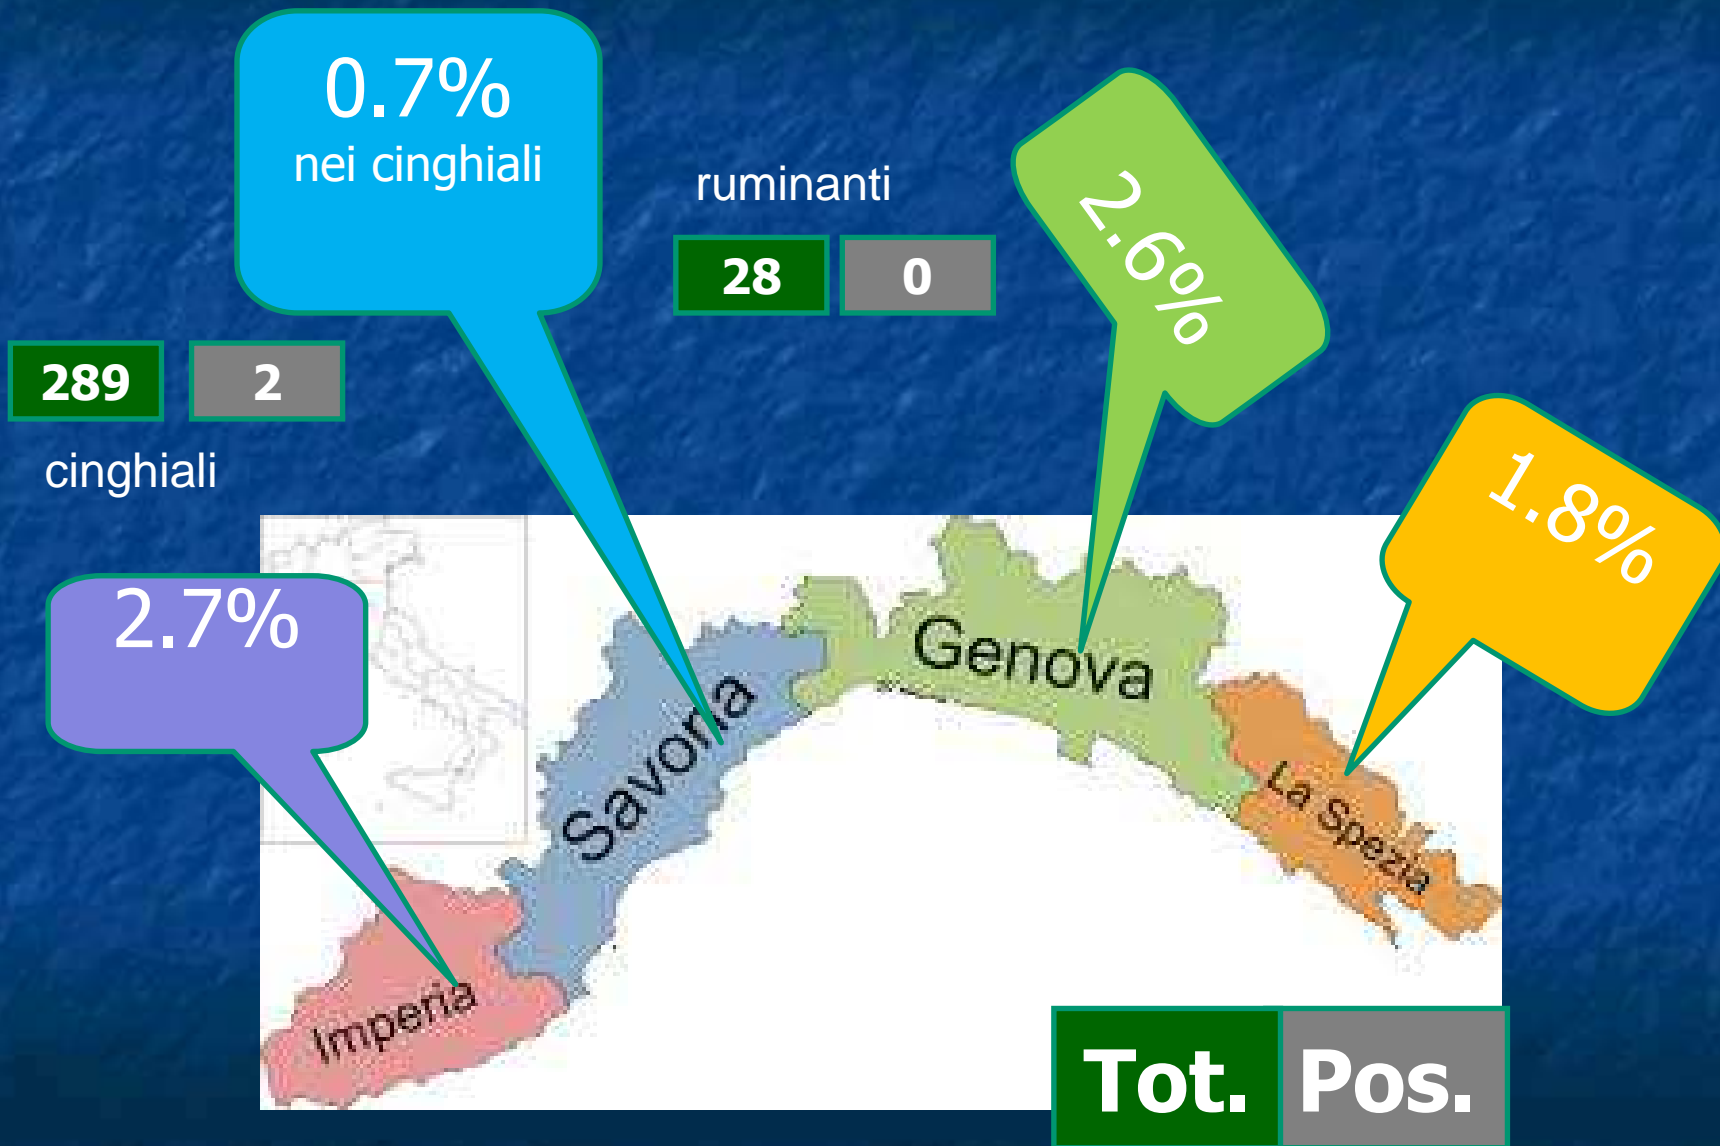 0.7%
nei cinghiali
ruminanti
28 0
2.6%
289 2
cinghiali
1.8%
2.7%
Genova
Savona
La Spezia
Imperia
Tot. Pos.